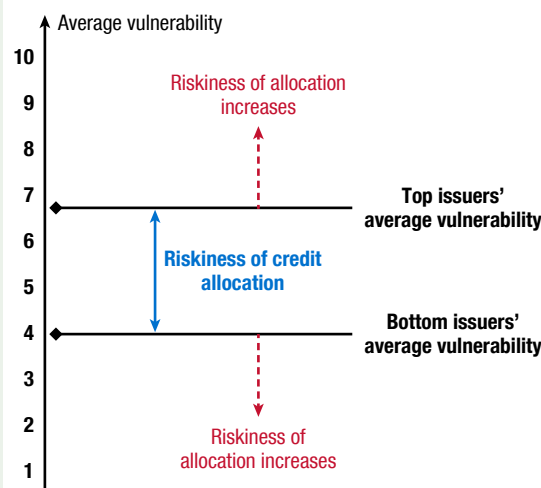 Average vulnerability
10
9
8
7
6
5
4
3
2
1
Riskiness of allocation
increases
Top issuers'
average vulnerability
Riskiness of credit
allocation
Bottom issuers'
average vulnerability
Riskiness of
allocation increases